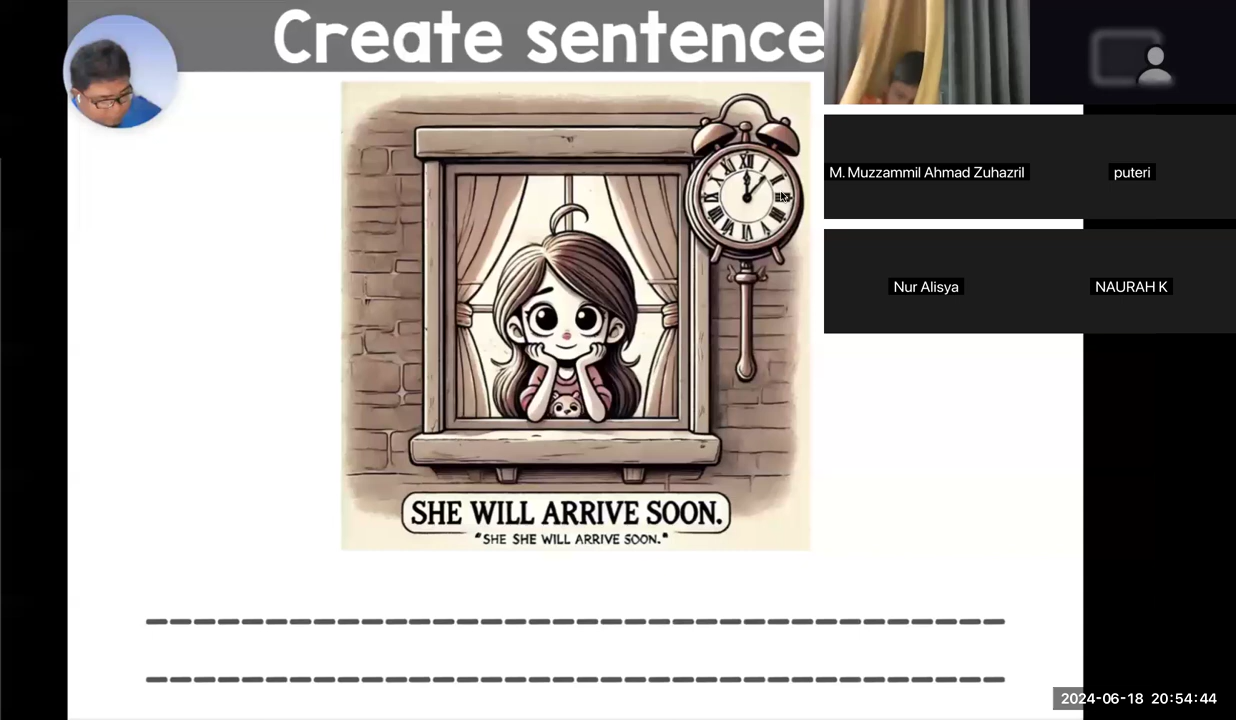 Create sentence
M. Muzzammil Ahmad Zuhazril
puteri
Nur Alisya
NAURAH K
XII
SHE WILL ARRIVE SOON.
"SHE SHE WILL ARRIVE SOON."
2024-06-18 20:54:44